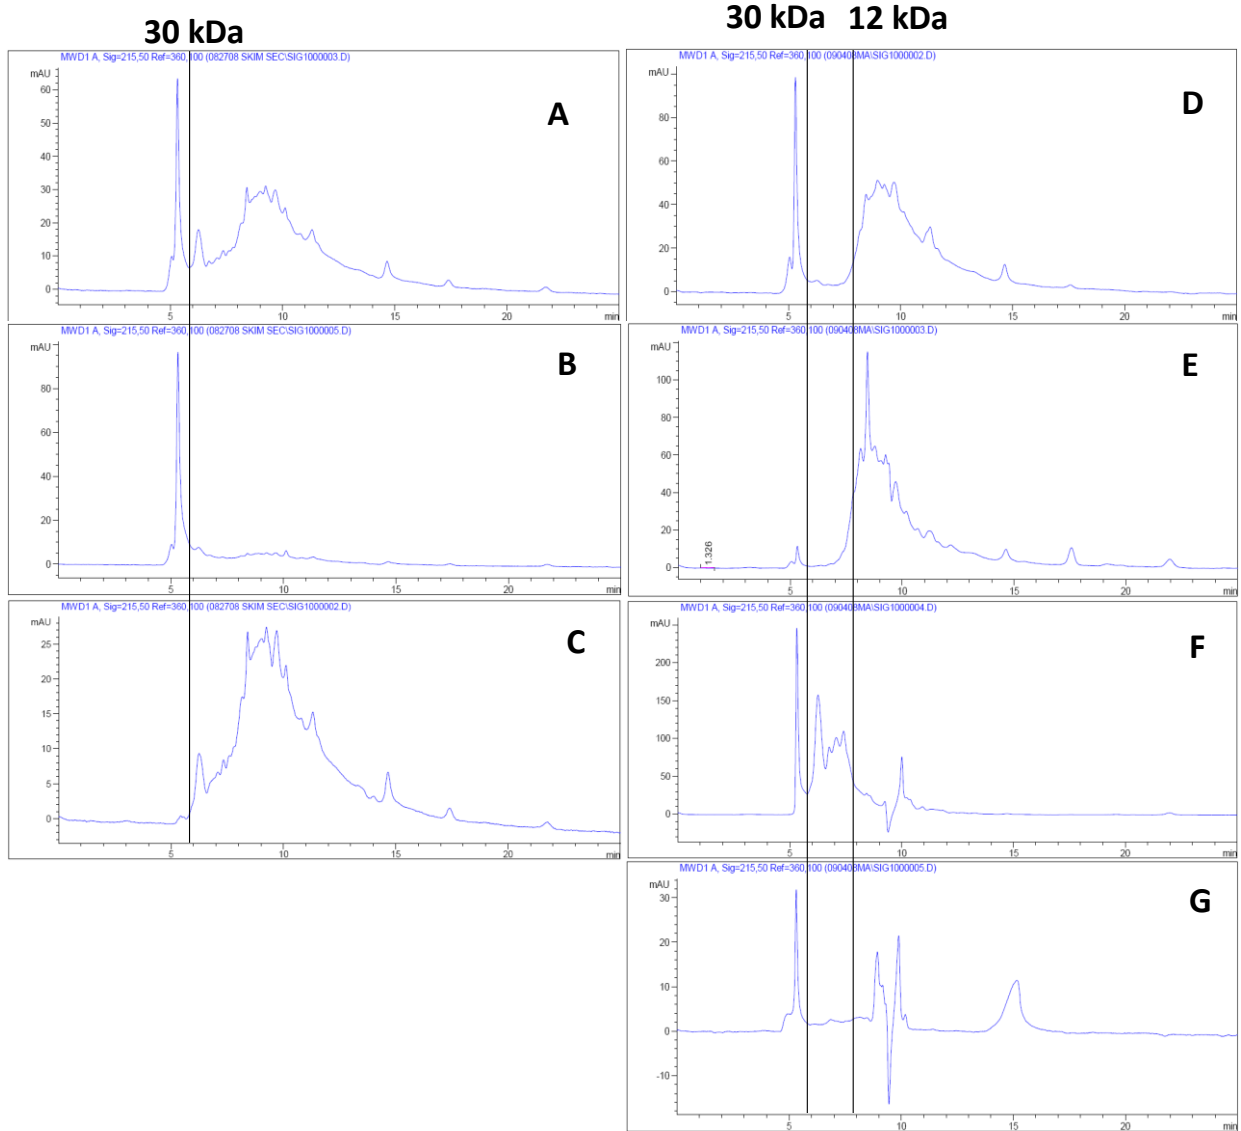 30 kDa
30 kDa 12 kDa
MWD1 A, Sig=215,50 Ref=360,100 (082708 SKIM SEC\SIG1000003.D)
mAU
A
60
50
40
30
20
10
0
5 10 15 20 min
MWD1 A, Sig=215,50 Ref=360,100 (082708 SKIM SEC\SIG1000005.D)
mAU
B
80
60
40
20
0
5 10 15 20 min
MWD1 A, Sig=215,50 Ref=360,100 (082708 SKIM SEC\SIG1000002.D)
mAU
C
25
20
15
10
5
0
5 10 15 20 min
MWD1 A, Sig=215,50 Ref=360,100 (090408MA\SIG1000002.D)
mAU
D
80
60
40
20
0
5 10 15 20 min
MWD1 A, Sig=215,50 Ref=360,100 (090408MA\SIG1000003.D)
mAU
E
100
80
60
40
20
0
1.326
5 10 15 20 min
MWD1 A, Sig=215,50 Ref=360,100 (090408MA\SIG1000004.D)
mAU
F
200
150
100
50
0
5 10 15 20 min
MWD1 A, Sig=215,50 Ref=360,100 (090408MA\SIG1000005.D)
mAU
G
30
20
10
0
-10
5 10 15 20 min